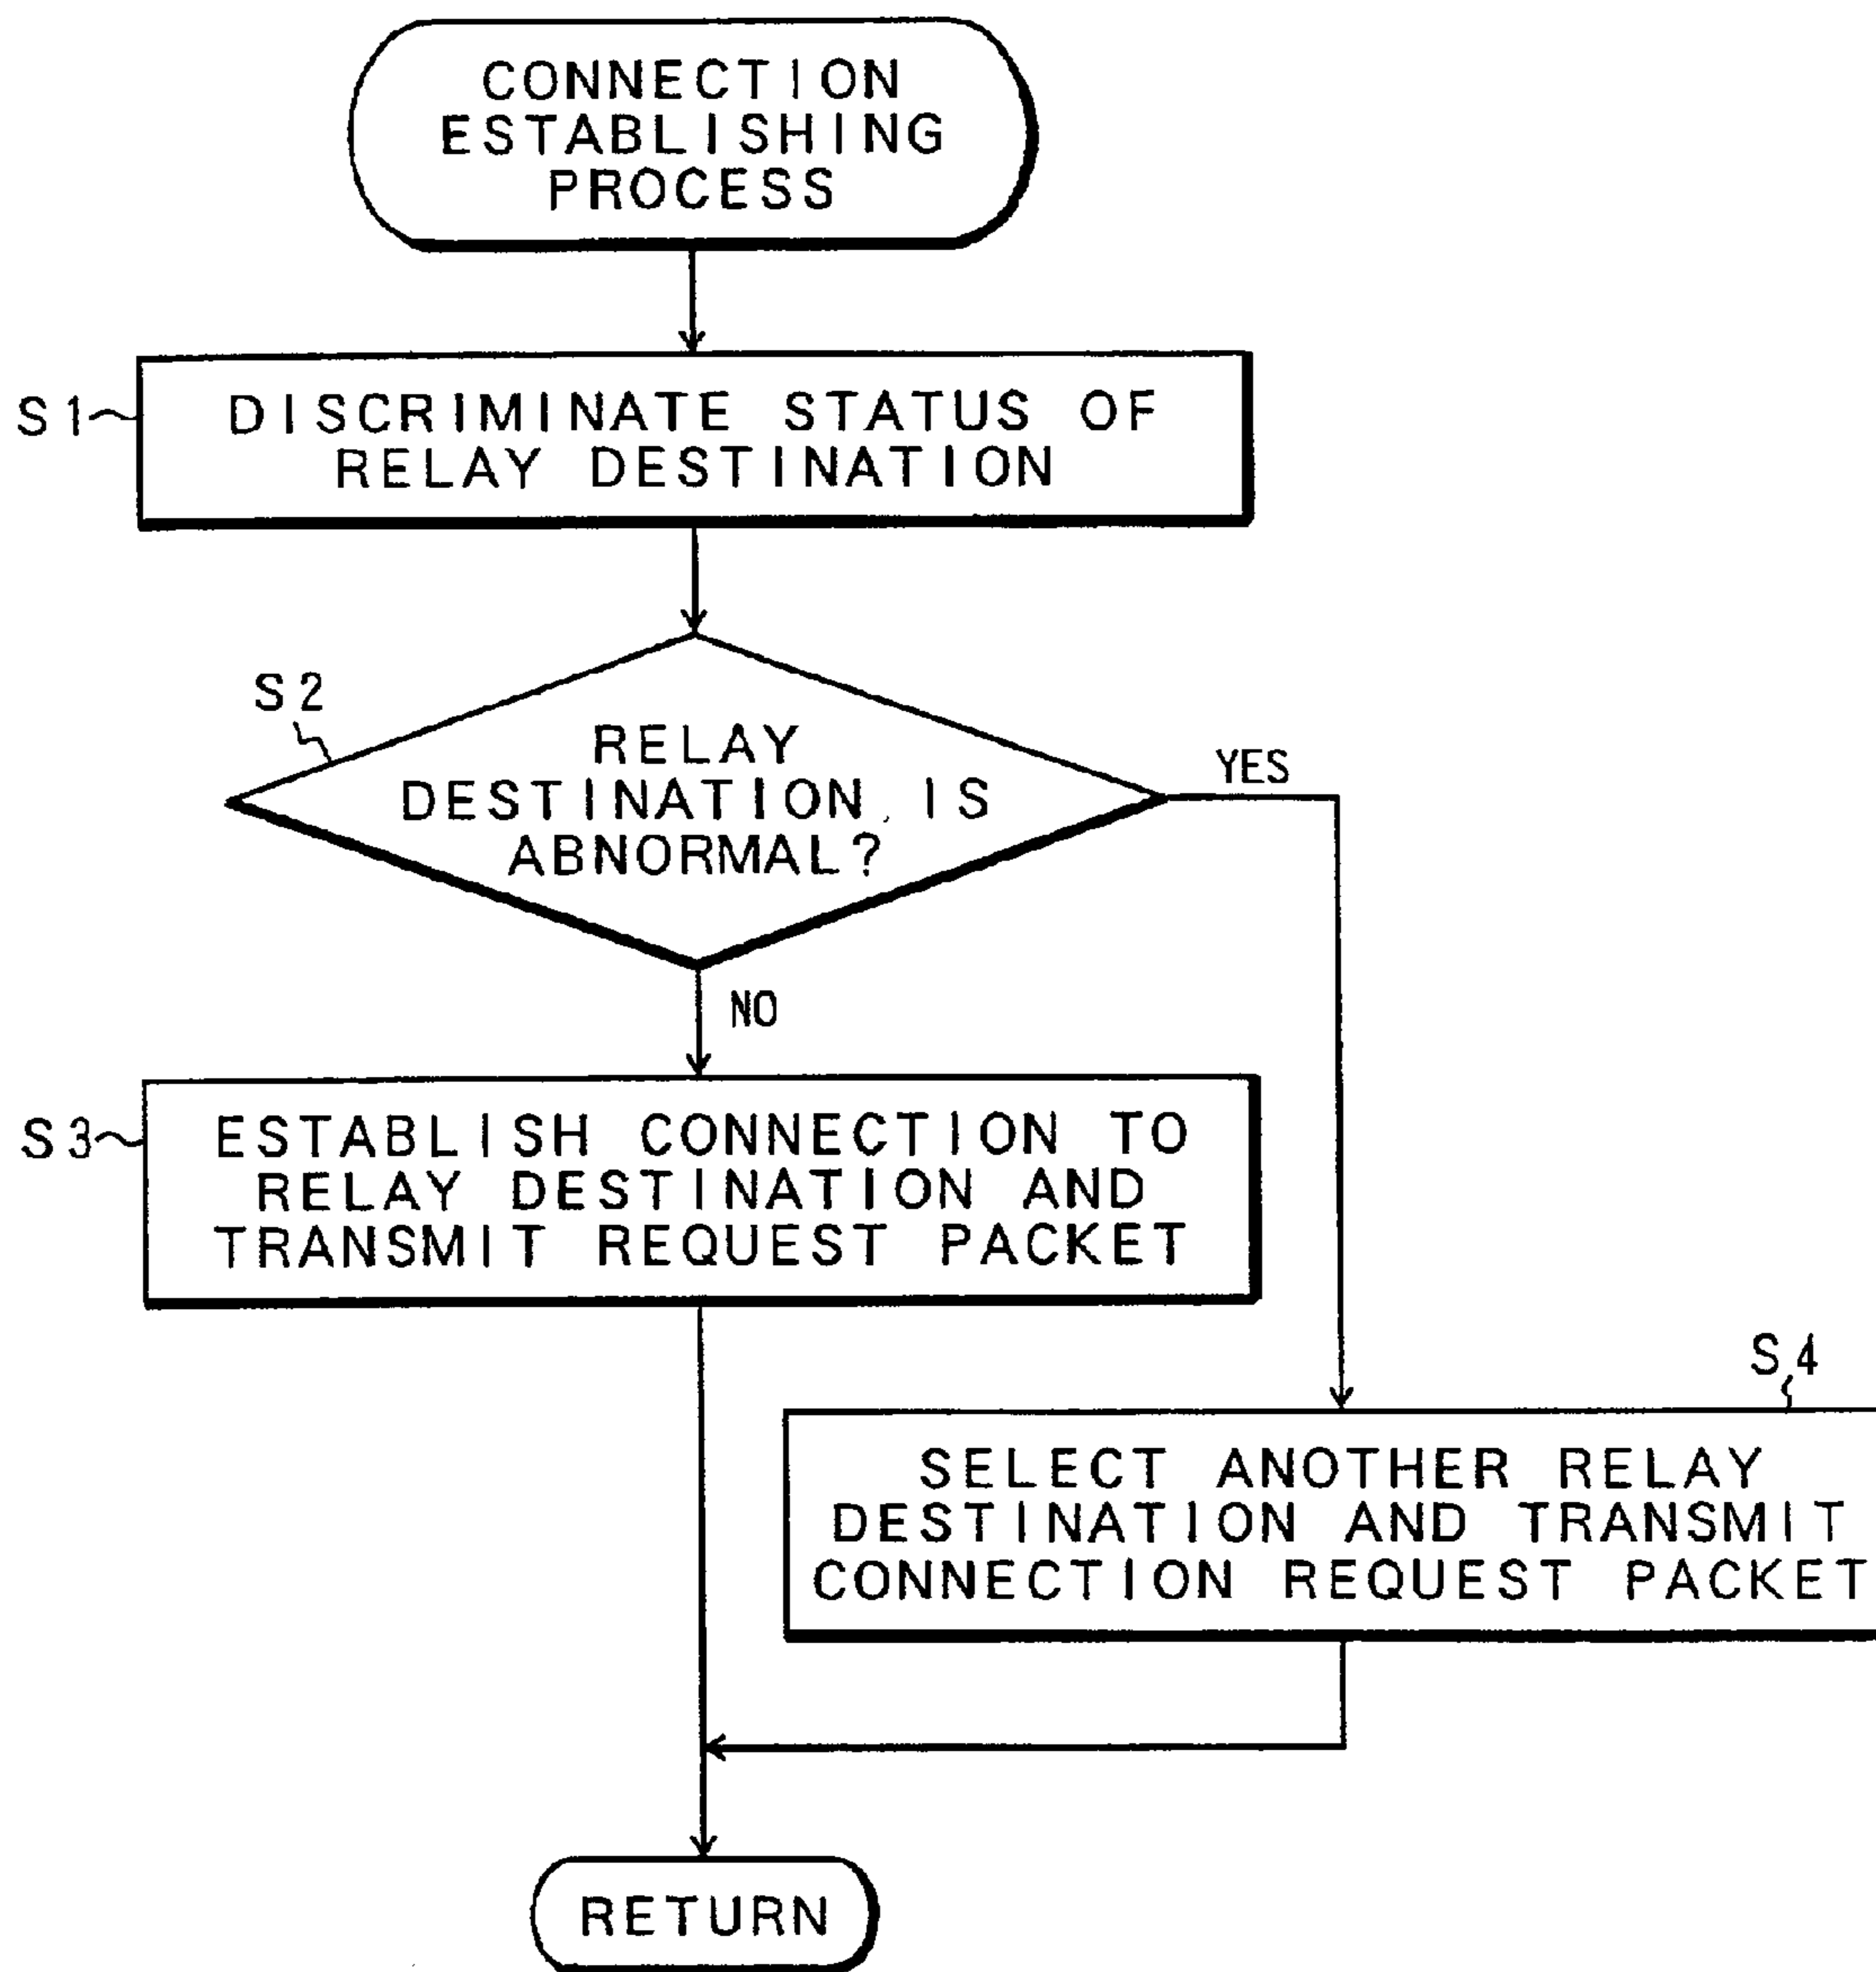 CONNECTION
ESTABLISHING
PROCESS
S1
DISCRIMINATE STATUS OF
RELAY DESTINATION
S2
RELAY
DESTINATION IS
ABNORMAL?
YES
NO
S3
ESTABLISH CONNECTION TO
RELAY DESTINATION AND
TRANSMIT REQUEST PACKET
S4
SELECT ANOTHER RELAY
DESTINATION AND TRANSMIT
CONNECTION REQUEST PACKET
RETURN